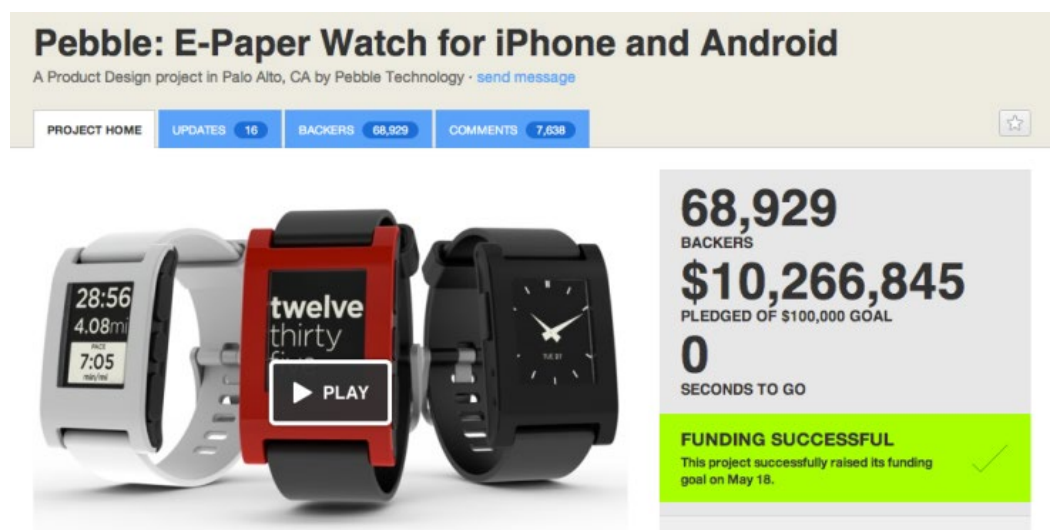 Pebble: E-Paper Watch for iPhone and Android
A Product Design project in Palo Alto, CA by Pebble Technology · send message
PROJECT HOME
UPDATES 16
BACKERS 68,929
COMMENTS 7,638
28:56
4.08mi
PACE
7:05
min/mi
twelve
thirty
five
PLAY
TUE 27
68,929
BACKERS
$10,266,845
PLEDGED OF $100,000 GOAL
0
SECONDS TO GO
FUNDING SUCCESSFUL
This project successfully raised its funding
goal on May 18.